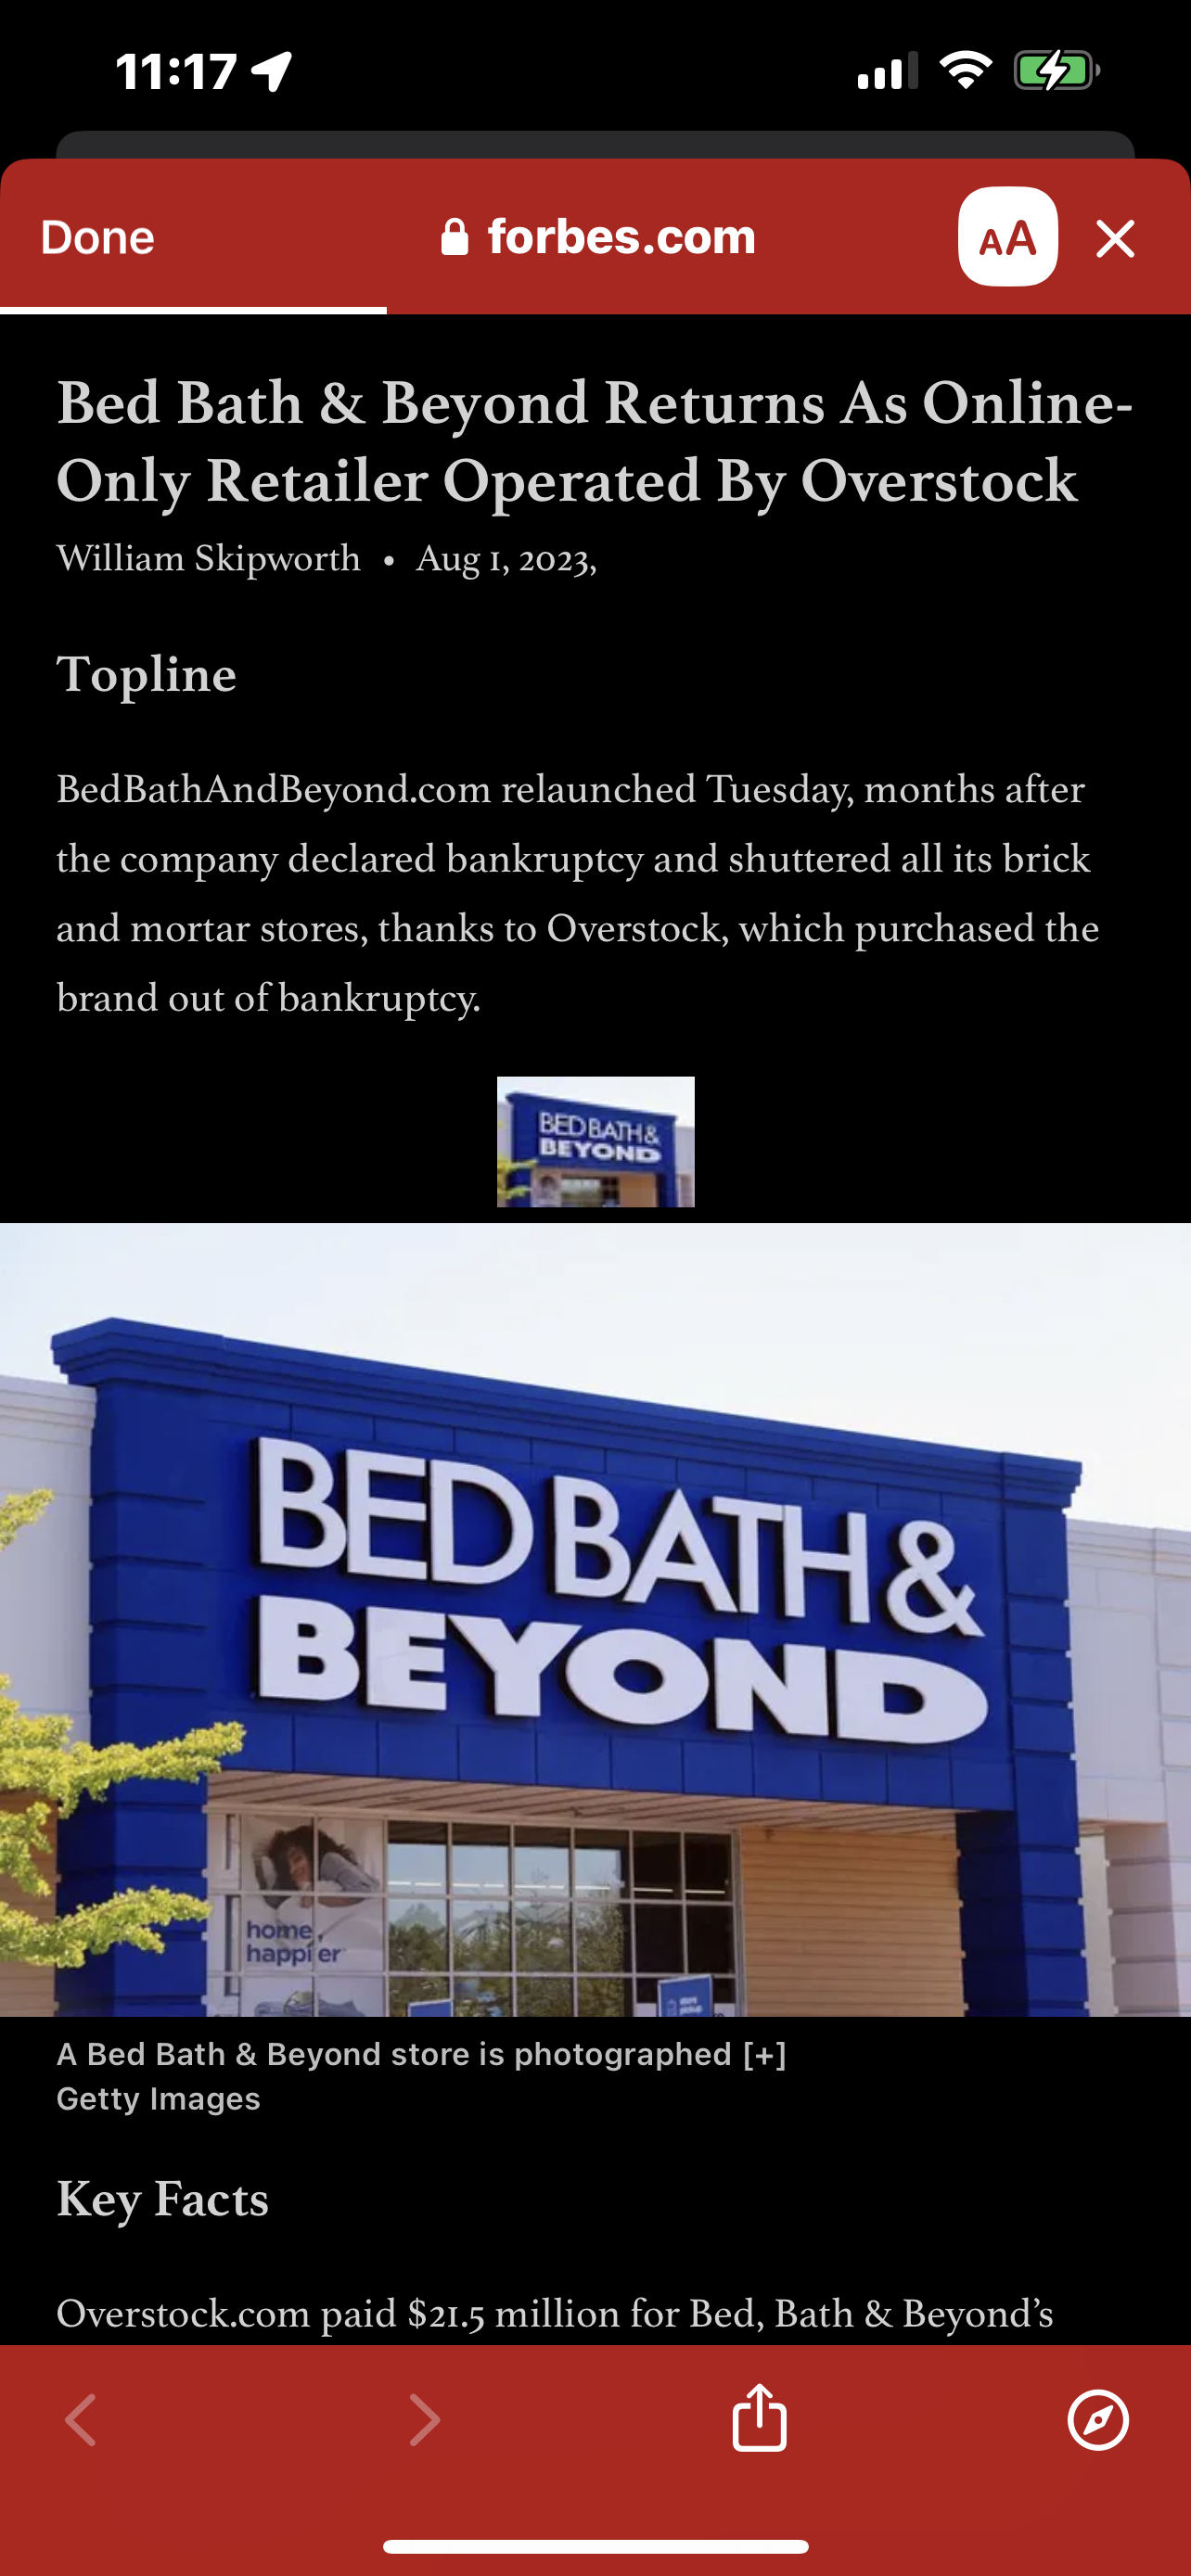 11:17
Done
forbes.com
AA
Bed Bath & Beyond Returns As Online-
Only Retailer Operated By Overstock
William Skipworth • Aug 1, 2023,
Topline
BedBathAndBeyond.com relaunched Tuesday, months after
the company declared bankruptcy and shuttered all its brick
and mortar stores, thanks to Overstock, which purchased the
brand out of bankruptcy.
BED BATH &
BEYOND
BED BATH &
BEYOND
home,
happier
store
pickup
A Bed Bath & Beyond store is photographed [+]
Getty Images
Key Facts
Overstock.com paid $21.5 million for Bed, Bath & Beyond’s